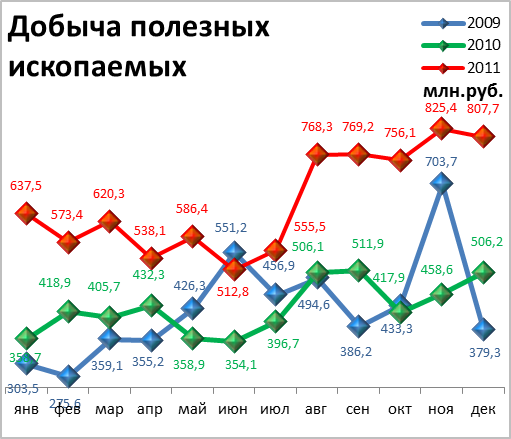 Добыча полезных
ископаемых
2009
2010
2011
млн.руб.
637,5 573,4 620,3 538,1 586,4 512,8 555,5 768,3 769,2 756,1 825,4 807,7
418,9 405,7 432,3 358,9 354,1 396,7 506,1 511,9 417,9 458,6 506,2
303,5 275,6 359,1 355,2 426,3 551,2 456,9 494,6 386,2 433,3 703,7 379,3
янв фев мар апр май июн июл авг сен окт ноя дек